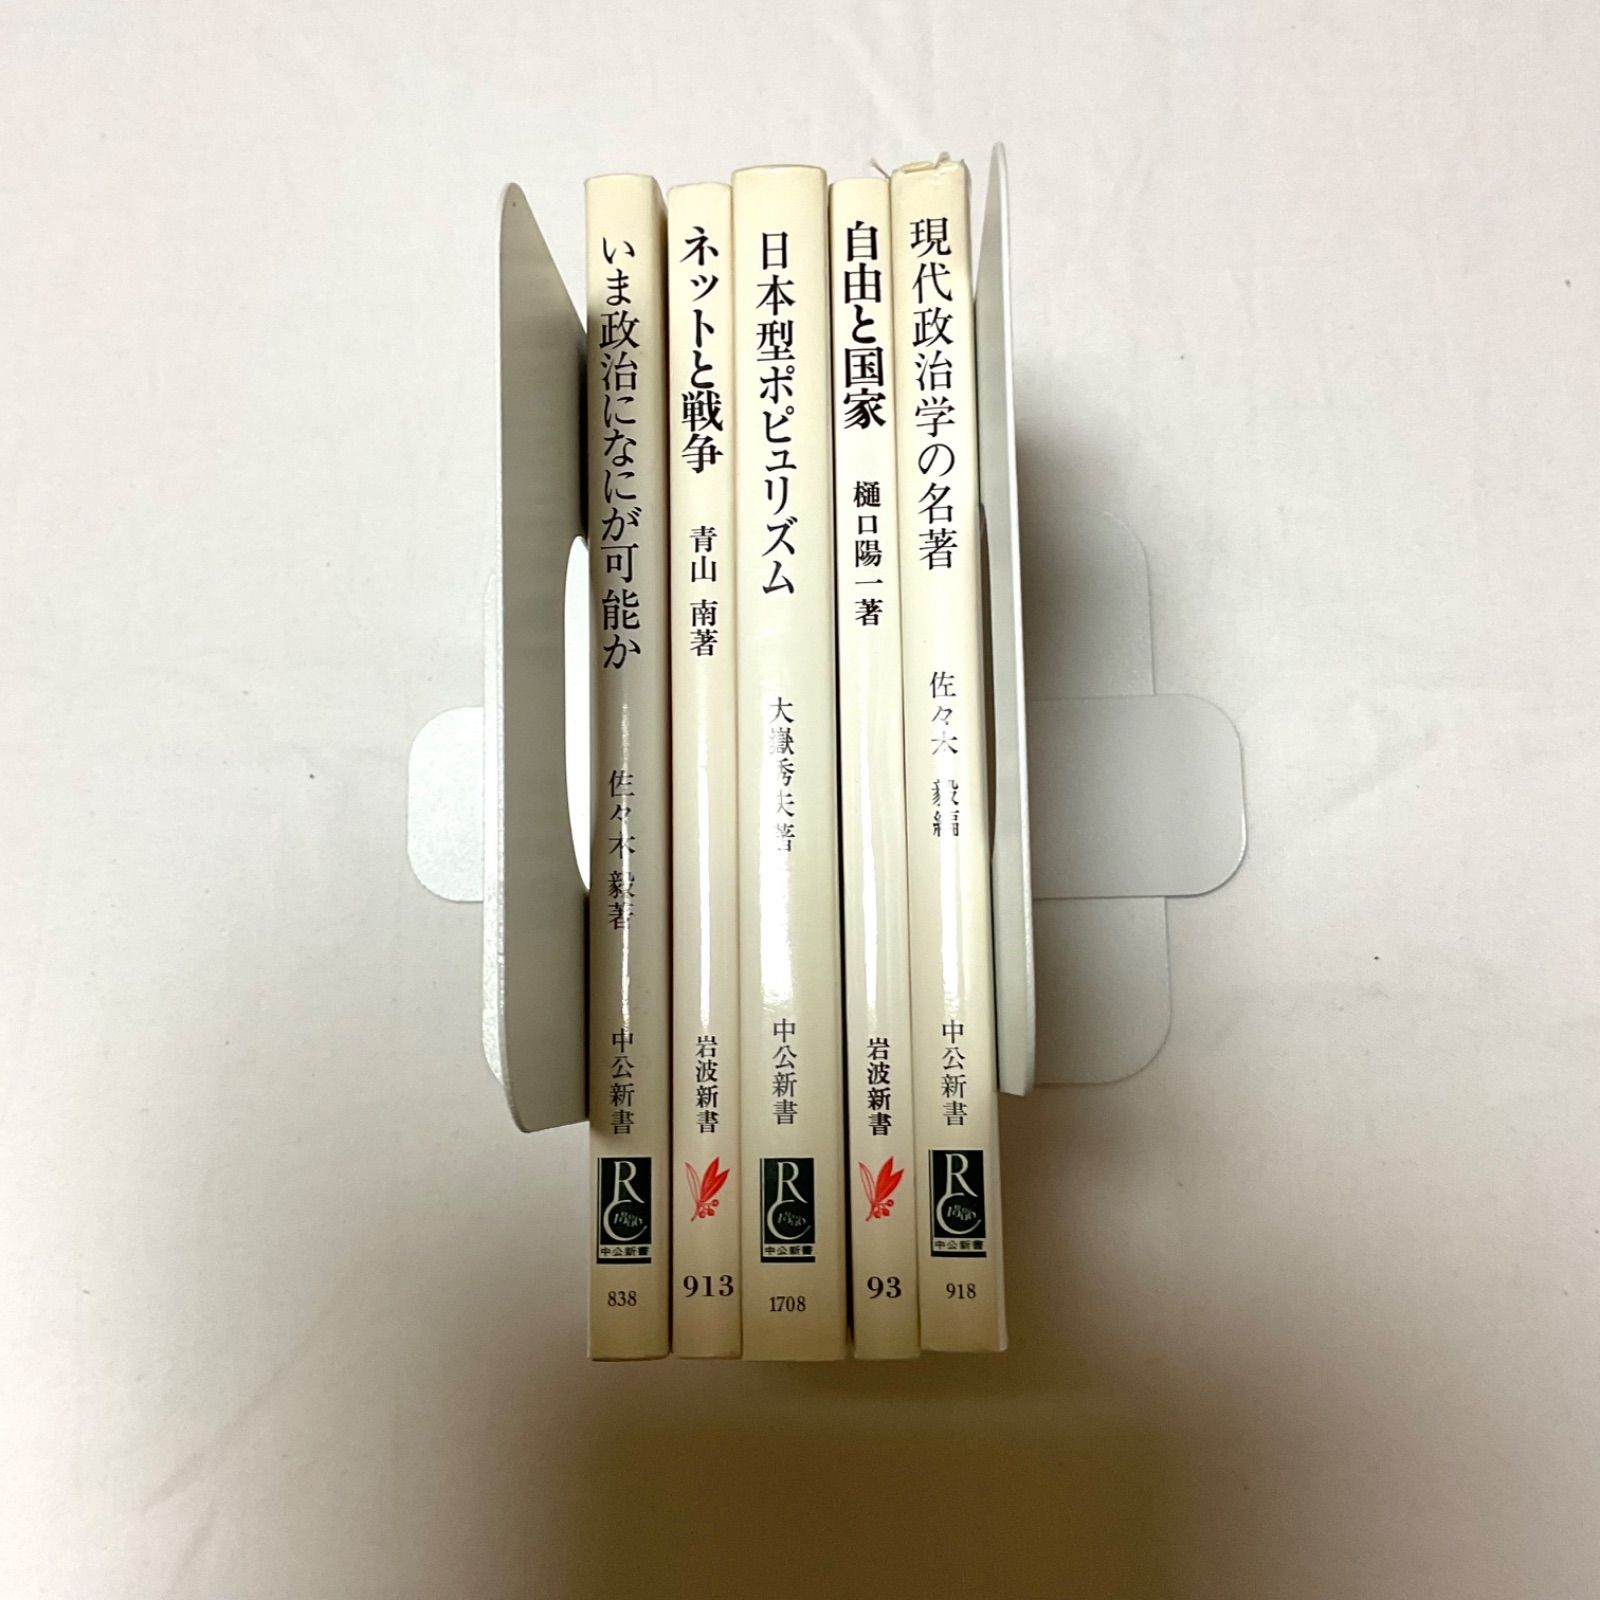 いま政治になにが可能か
佐々木 毅著
中公新書
R
C
1886
中公新書
838
ネットと戦争
青山 南著
岩波新書
913
日本型ポピュリズム
大嶽秀夫著
中公新書
R
C
1886
中公新書
1708
自由と国家
樋口陽一著
岩波新書
93
現代政治学の名著
佐々木 毅編
中公新書
R
C
1886
中公新書
918